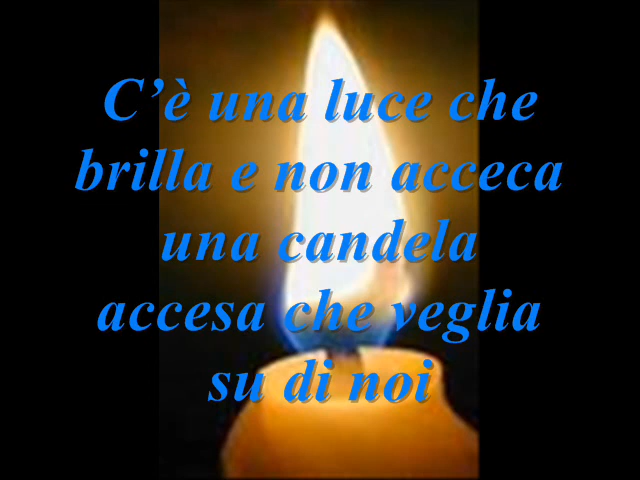 C’è una luce che
brilla e non acceca
una candela
accesa che veglia
su di noi